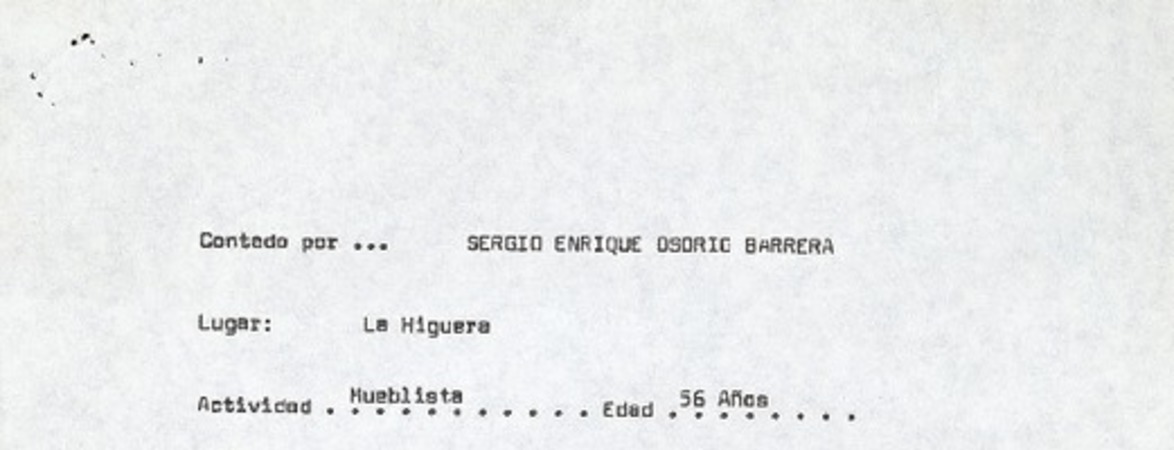 Contado por ... SERGIO ENRIQUE OSORIO BARRERA
Lugar: La Higuera
Actividad . Mueblista . . . . . . . . . . Edad . 56 Años . . . . . . .